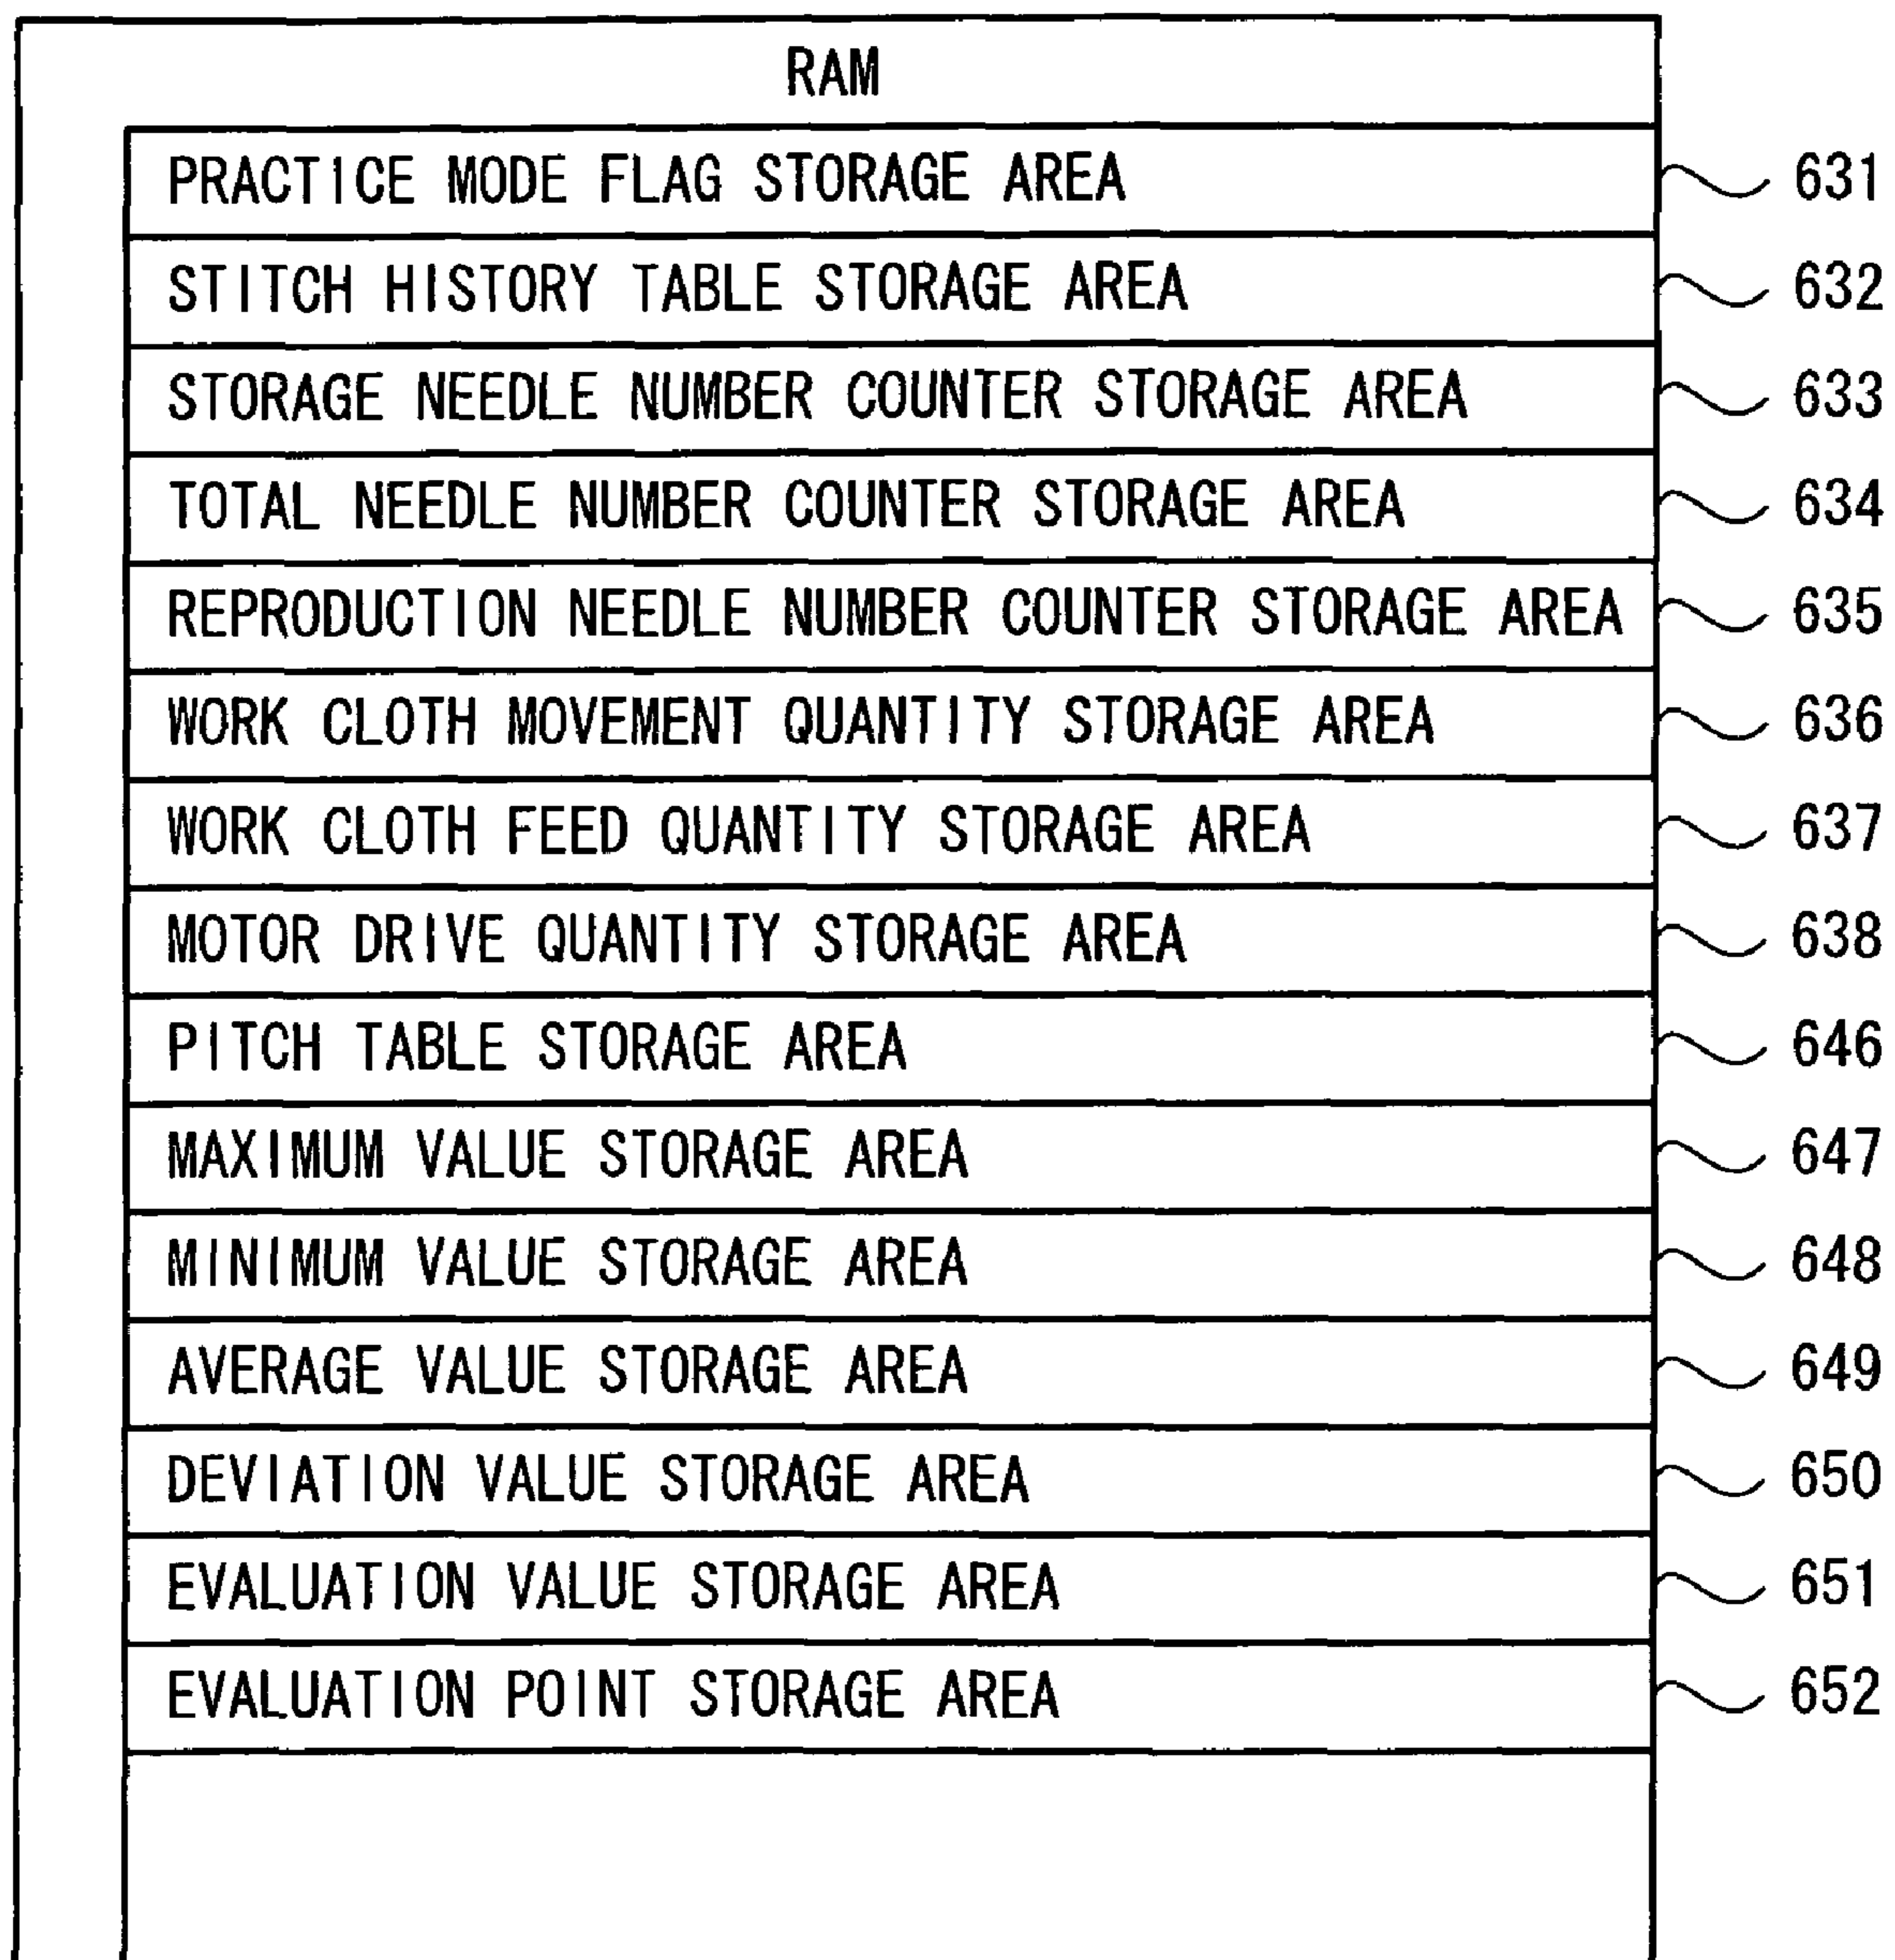 RAM
PRACTICE MODE FLAG STORAGE AREA 631
STITCH HISTORY TABLE STORAGE AREA 632
STORAGE NEEDLE NUMBER COUNTER STORAGE AREA 633
TOTAL NEEDLE NUMBER COUNTER STORAGE AREA 634
REPRODUCTION NEEDLE NUMBER COUNTER STORAGE AREA 635
WORK CLOTH MOVEMENT QUANTITY STORAGE AREA 636
WORK CLOTH FEED QUANTITY STORAGE AREA 637
MOTOR DRIVE QUANTITY STORAGE AREA 638
PITCH TABLE STORAGE AREA 646
MAXIMUM VALUE STORAGE AREA 647
MINIMUM VALUE STORAGE AREA 648
AVERAGE VALUE STORAGE AREA 649
DEVIATION VALUE STORAGE AREA 650
EVALUATION VALUE STORAGE AREA 651
EVALUATION POINT STORAGE AREA 652